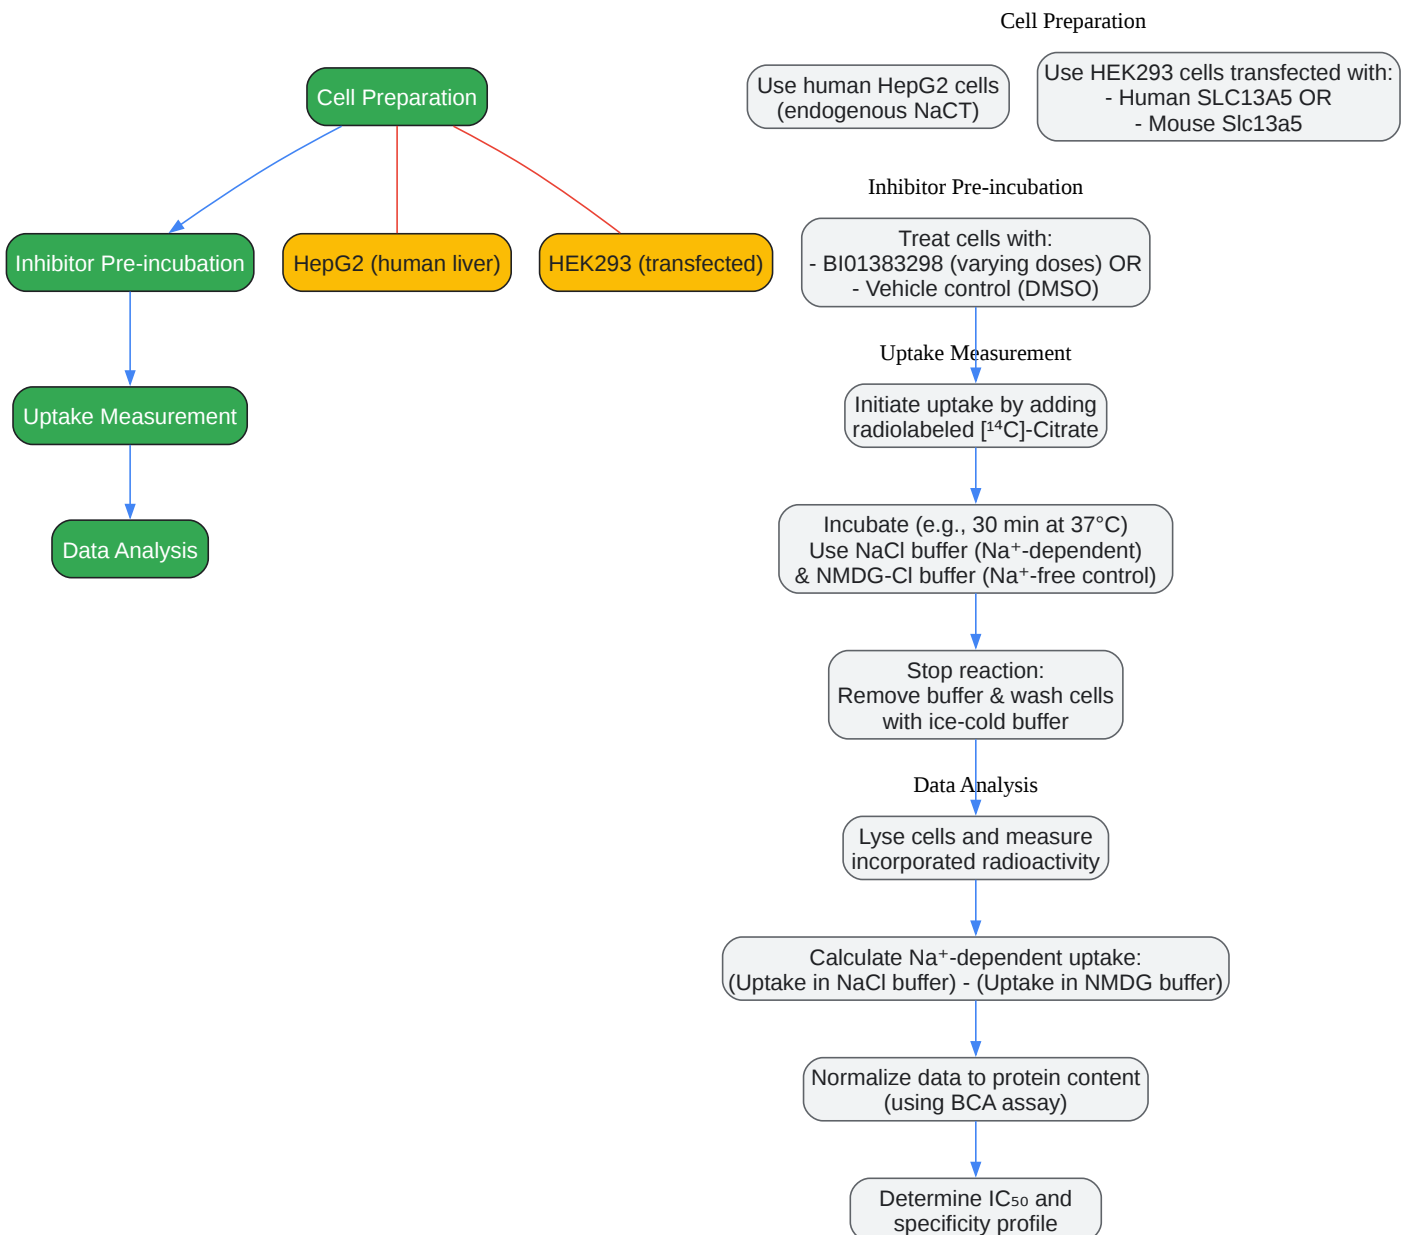 Cell Preparation
Inhibitor Pre-incubation
HepG2 (human liver)
HEK293 (transfected)
Uptake Measurement
Data Analysis
Cell Preparation
Use human HepG2 cells
(endogenous NaCT)
Use HEK293 cells transfected with:
- Human SLC13A5 OR
- Mouse Slc13a5
Inhibitor Pre-incubation
Treat cells with:
- BI01383298 (varying doses) OR
- Vehicle control (DMSO)
Uptake Measurement
Initiate uptake by adding
radiolabeled [¹⁴C]-Citrate
Incubate (e.g., 30 min at 37°C)
Use NaCl buffer (Na⁺-dependent)
& NMDG-Cl buffer (Na⁺-free control)
Stop reaction:
Remove buffer & wash cells
with ice-cold buffer
Data Analysis
Lyse cells and measure
incorporated radioactivity
Calculate Na⁺-dependent uptake:
(Uptake in NaCl buffer) - (Uptake in NMDG buffer)
Normalize data to protein content
(using BCA assay)
Determine IC₅₀ and
specificity profile